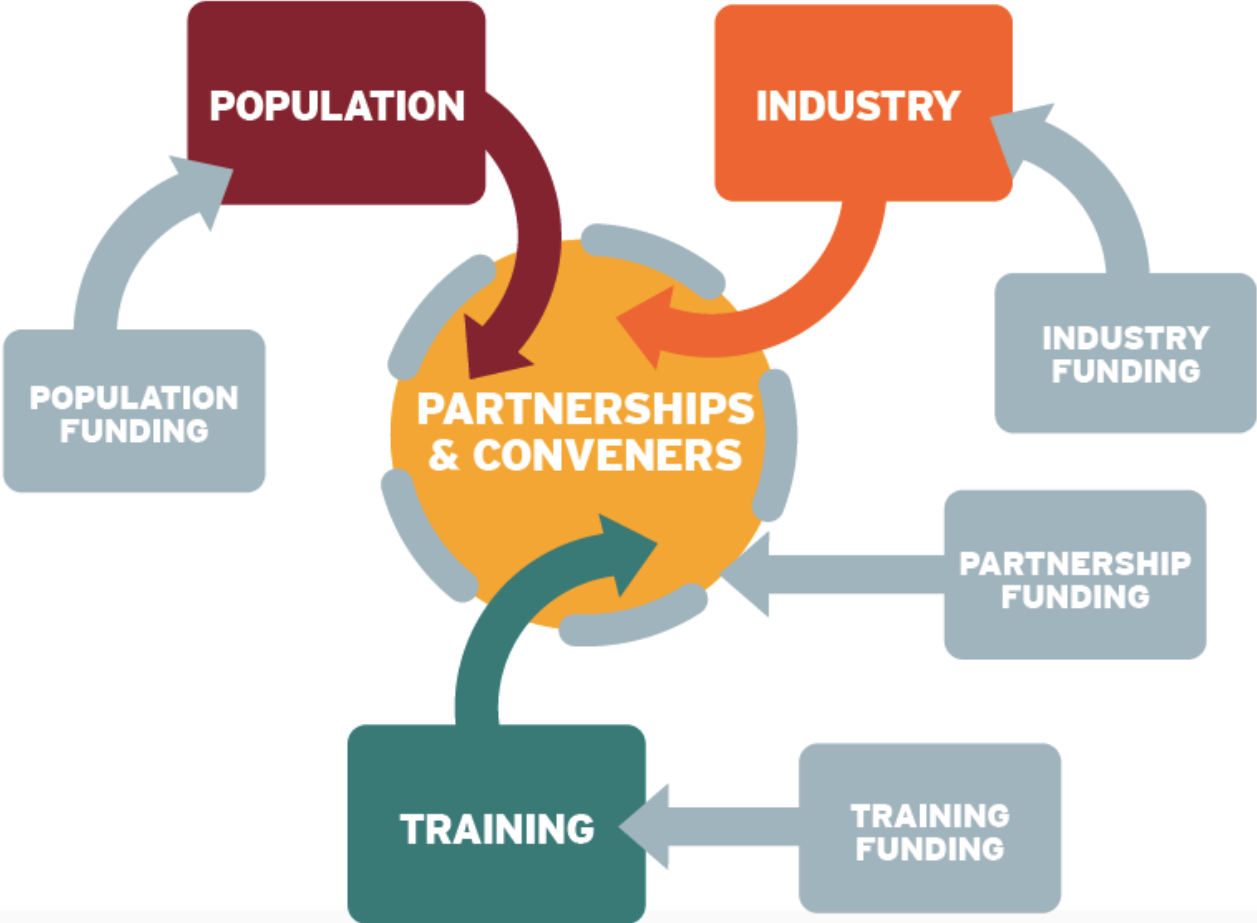 POPULATION
INDUSTRY
INDUSTRY
FUNDING
POPULATION
FUNDING
PARTNERSHIPS
& CONVENERS
PARTNERSHIP
FUNDING
TRAINING
TRAINING
FUNDING